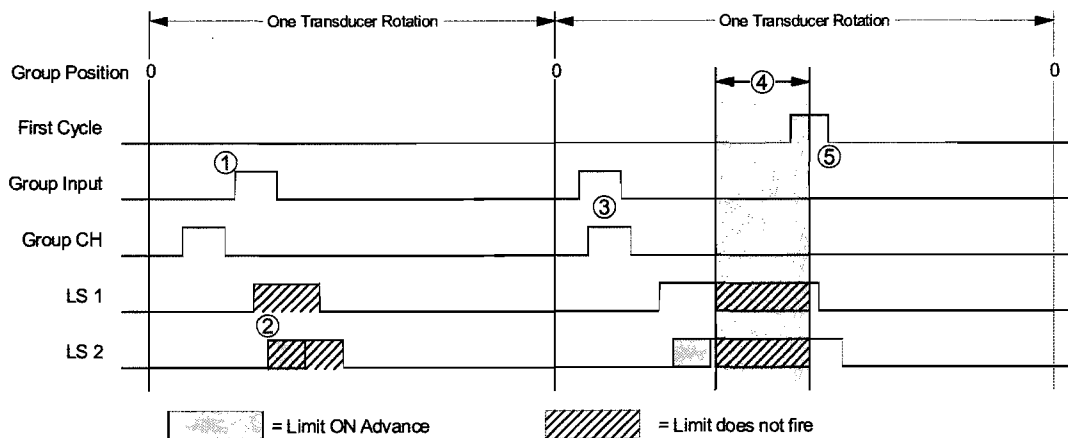 One Transducer Rotation
One Transducer Rotation
Group Position
0
0
0
④
First Cycle
⑤
①
Group Input
③
Group CH
LS 1
②
LS 2
= Limit ON Advance
= Limit does not fire